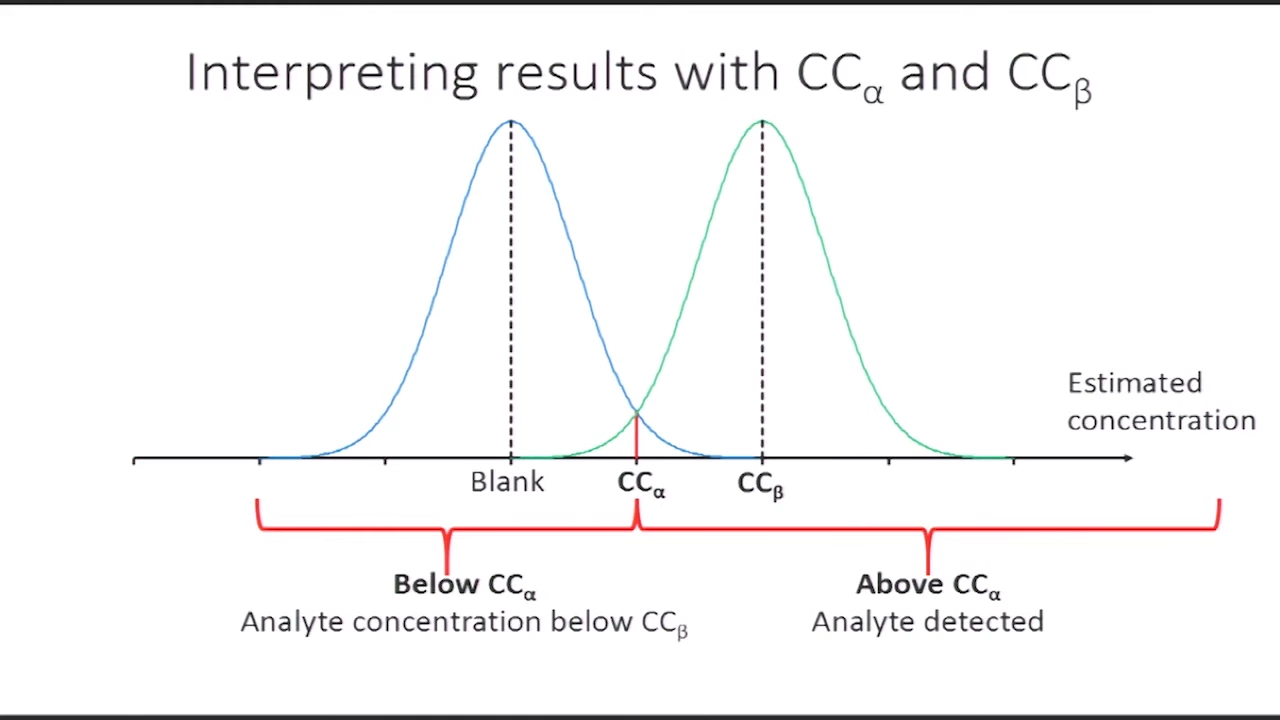 Interpreting results with CCα and CCβ
Estimated
concentration
Blank CCα CCβ
Below CCα
Analyte concentration below CCβ
Above CCα
Analyte detected